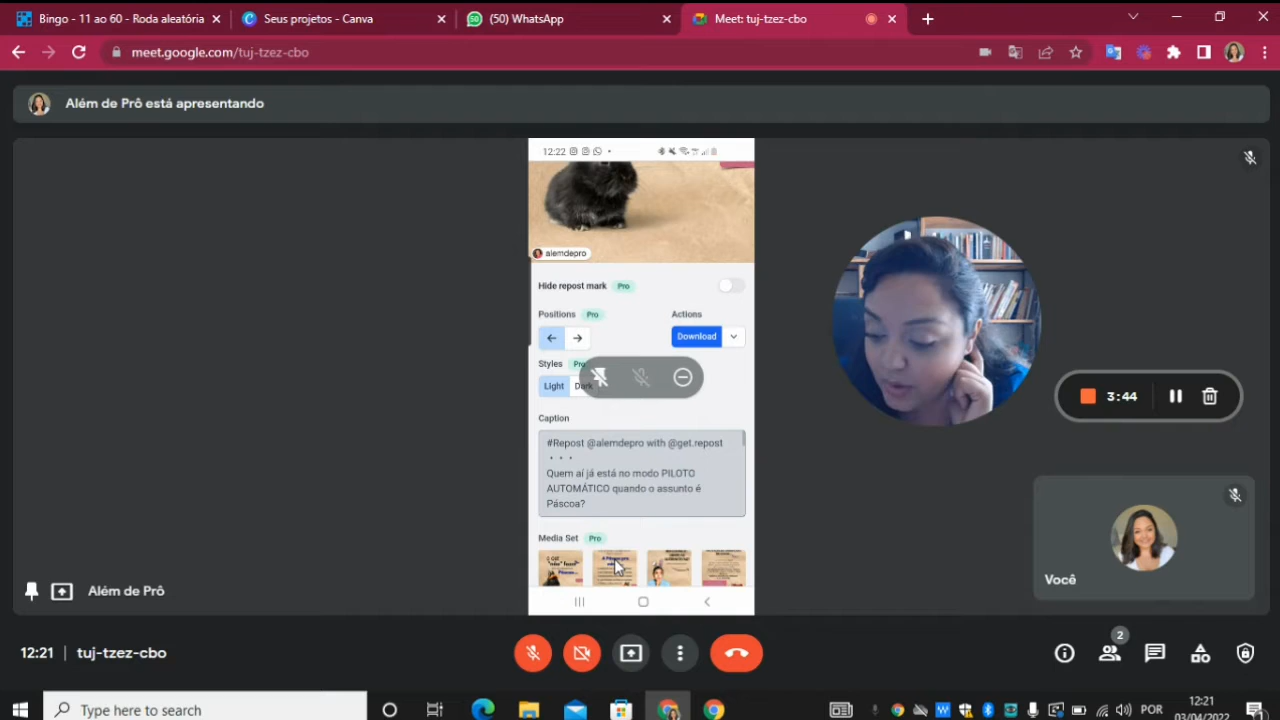 Bingo - 11 ao 60 - Roda aleatória
Seus projetos - Canva
(50) WhatsApp
Meet: tuj-tzez-cbo
meet.google.com/tuj-tzez-cbo
Além de Prô está apresentando
12:22
alemdepro
Hide repost mark Pro
Positions Pro
Actions
Download
Styles Pro
Light Dark
Caption
#Repost @alemdepro with @get.repost
• • •
Quem aí já está no modo PILOTO
AUTOMÁTICO quando o assunto é
Páscoa?
Media Set Pro
3:44
Você
Além de Prô
12:21 | tuj-tzez-cbo
2
Type here to search
POR
12:21
03/04/2022